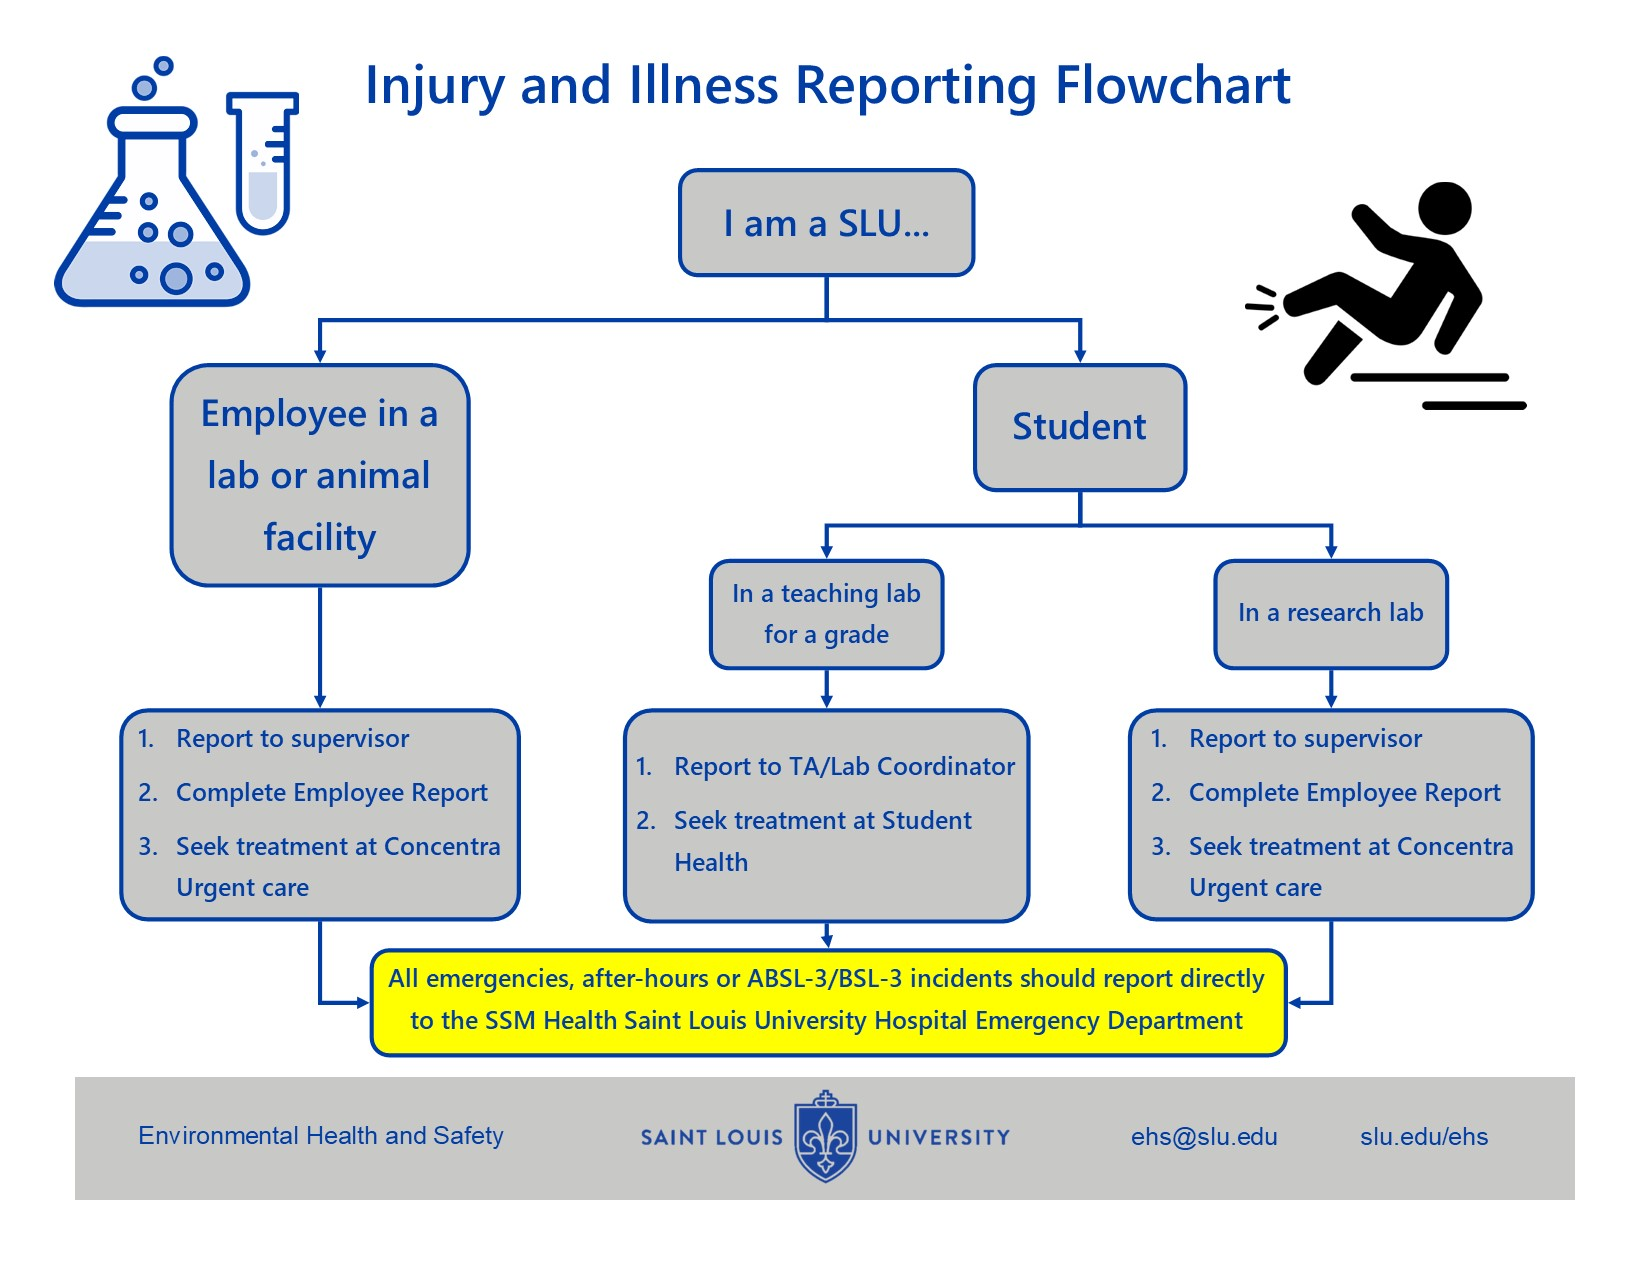 Injury and Illness Reporting Flowchart
I am a SLU...
Employee in a
lab or animal
facility
Student
In a teaching lab
for a grade
In a research lab
1. Report to supervisor
2. Complete Employee Report
3. Seek treatment at Concentra
Urgent care
1. Report to TA/Lab Coordinator
2. Seek treatment at Student
Health
1. Report to supervisor
2. Complete Employee Report
3. Seek treatment at Concentra
Urgent care
All emergencies, after-hours or ABSL-3/BSL-3 incidents should report directly
to the SSM Health Saint Louis University Hospital Emergency Department
Environmental Health and Safety
SAINT LOUIS UNIVERSITY
ehs@slu.edu
slu.edu/ehs